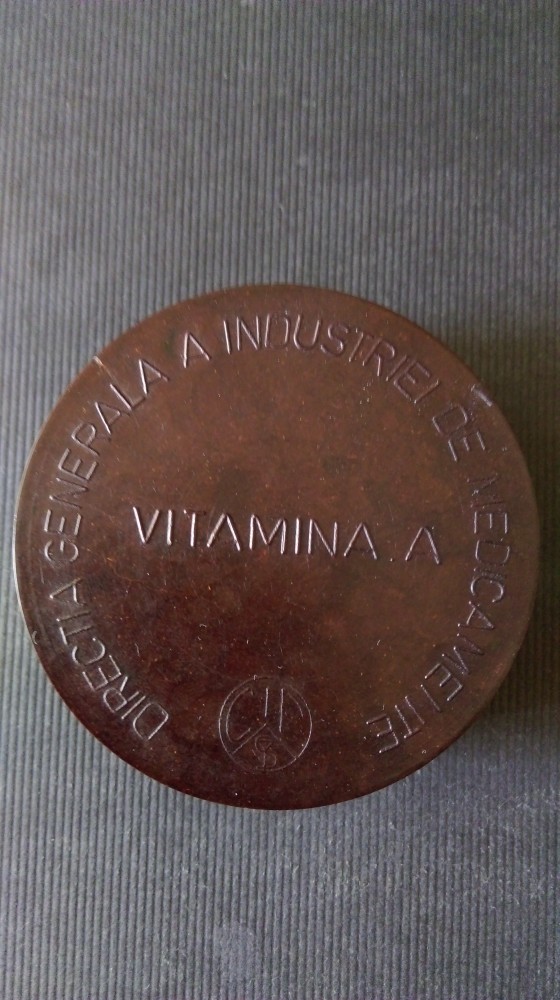 DIRECTIA GENERALA A INDUSTRIEI DE MEDICAMENTE
VITAMINA A